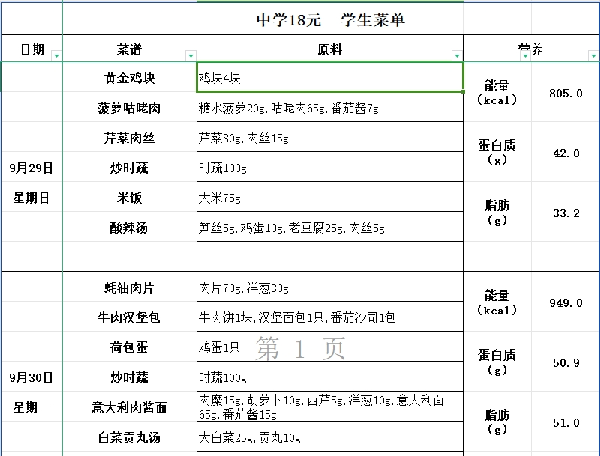 中学18元 学生菜单
日期 菜谱 原料 营养
黄金鸡块 鸡块4块 能量(kcal) 805.0
菠萝咕咾肉 糖水菠萝20g,咕咾肉65g,番茄酱7g
芹菜肉丝 芹菜80g,肉丝15g 蛋白质(g) 42.0
9月29日 炒时蔬 时蔬100g
星期日 米饭 大米75g 脂肪(g) 33.2
酸辣汤 笋丝5g,鸡蛋10g,老豆腐25g,肉丝5g
蚝油肉片 肉片70g,洋葱30g 能量(kcal) 949.0
牛肉汉堡包 牛肉饼1块,汉堡面包1只,番茄沙司1包
荷包蛋 鸡蛋1只 蛋白质(g) 50.9
第 1 页
9月30日 炒时蔬 时蔬100g
星期 意大利肉酱面 肉糜15g,胡萝卜10g,西芹5g,洋葱10g,意大利面
65g,番茄酱15g 脂肪(g) 51.0
白菜贡丸汤 大白菜25g,贡丸10g